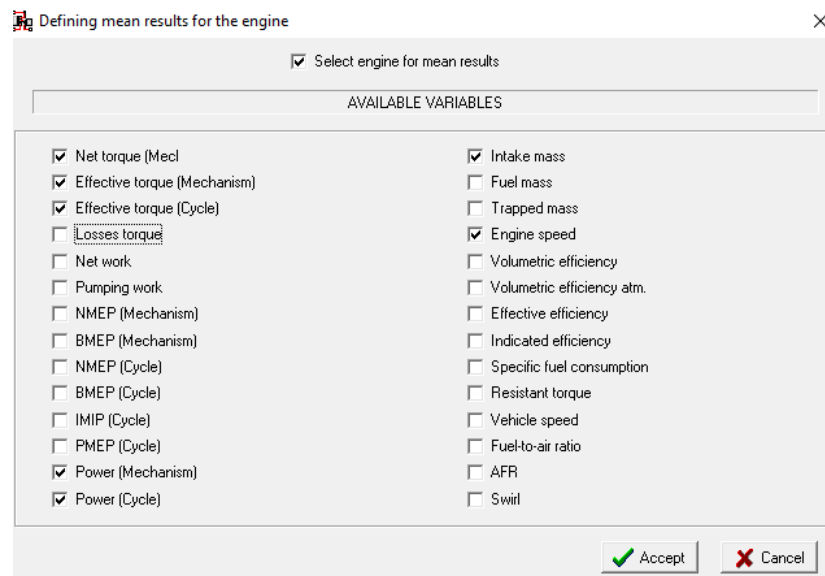 Defining mean results for the engine
Select engine for mean results
AVAILABLE VARIABLES
Net torque (Mecl
Effective torque (Mechanism)
Effective torque (Cycle)
Losses torque
Net work
Pumping work
NMEP (Mechanism)
BMEP (Mechanism)
NMEP (Cycle)
BMEP (Cycle)
IMIP (Cycle)
PMEP (Cycle)
Power (Mechanism)
Power (Cycle)
Intake mass
Fuel mass
Trapped mass
Engine speed
Volumetric efficiency
Volumetric efficiency atm.
Effective efficiency
Indicated efficiency
Specific fuel consumption
Resistant torque
Vehicle speed
Fuel-to-air ratio
AFR
Swirl
Accept
Cancel